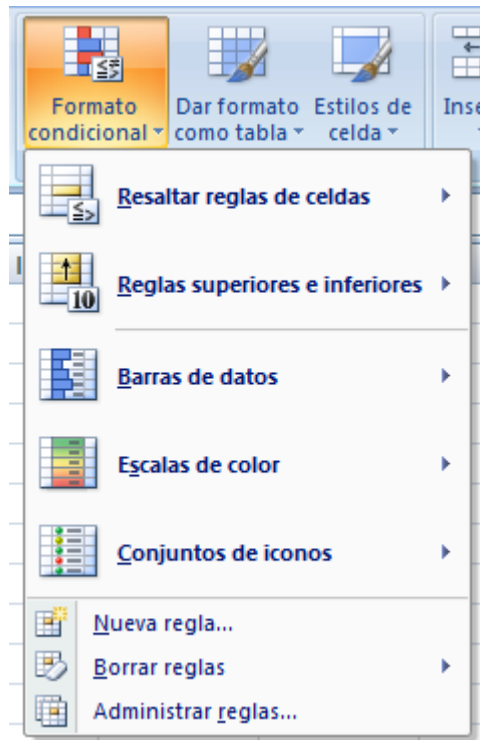 Formato condicional
Dar formato como tabla
Estilos de celda
Resaltar reglas de celdas
10
Reglas superiores e inferiores
Barras de datos
Escalas de color
Conjuntos de iconos
Nueva regla...
Borrar reglas
Administrar reglas...